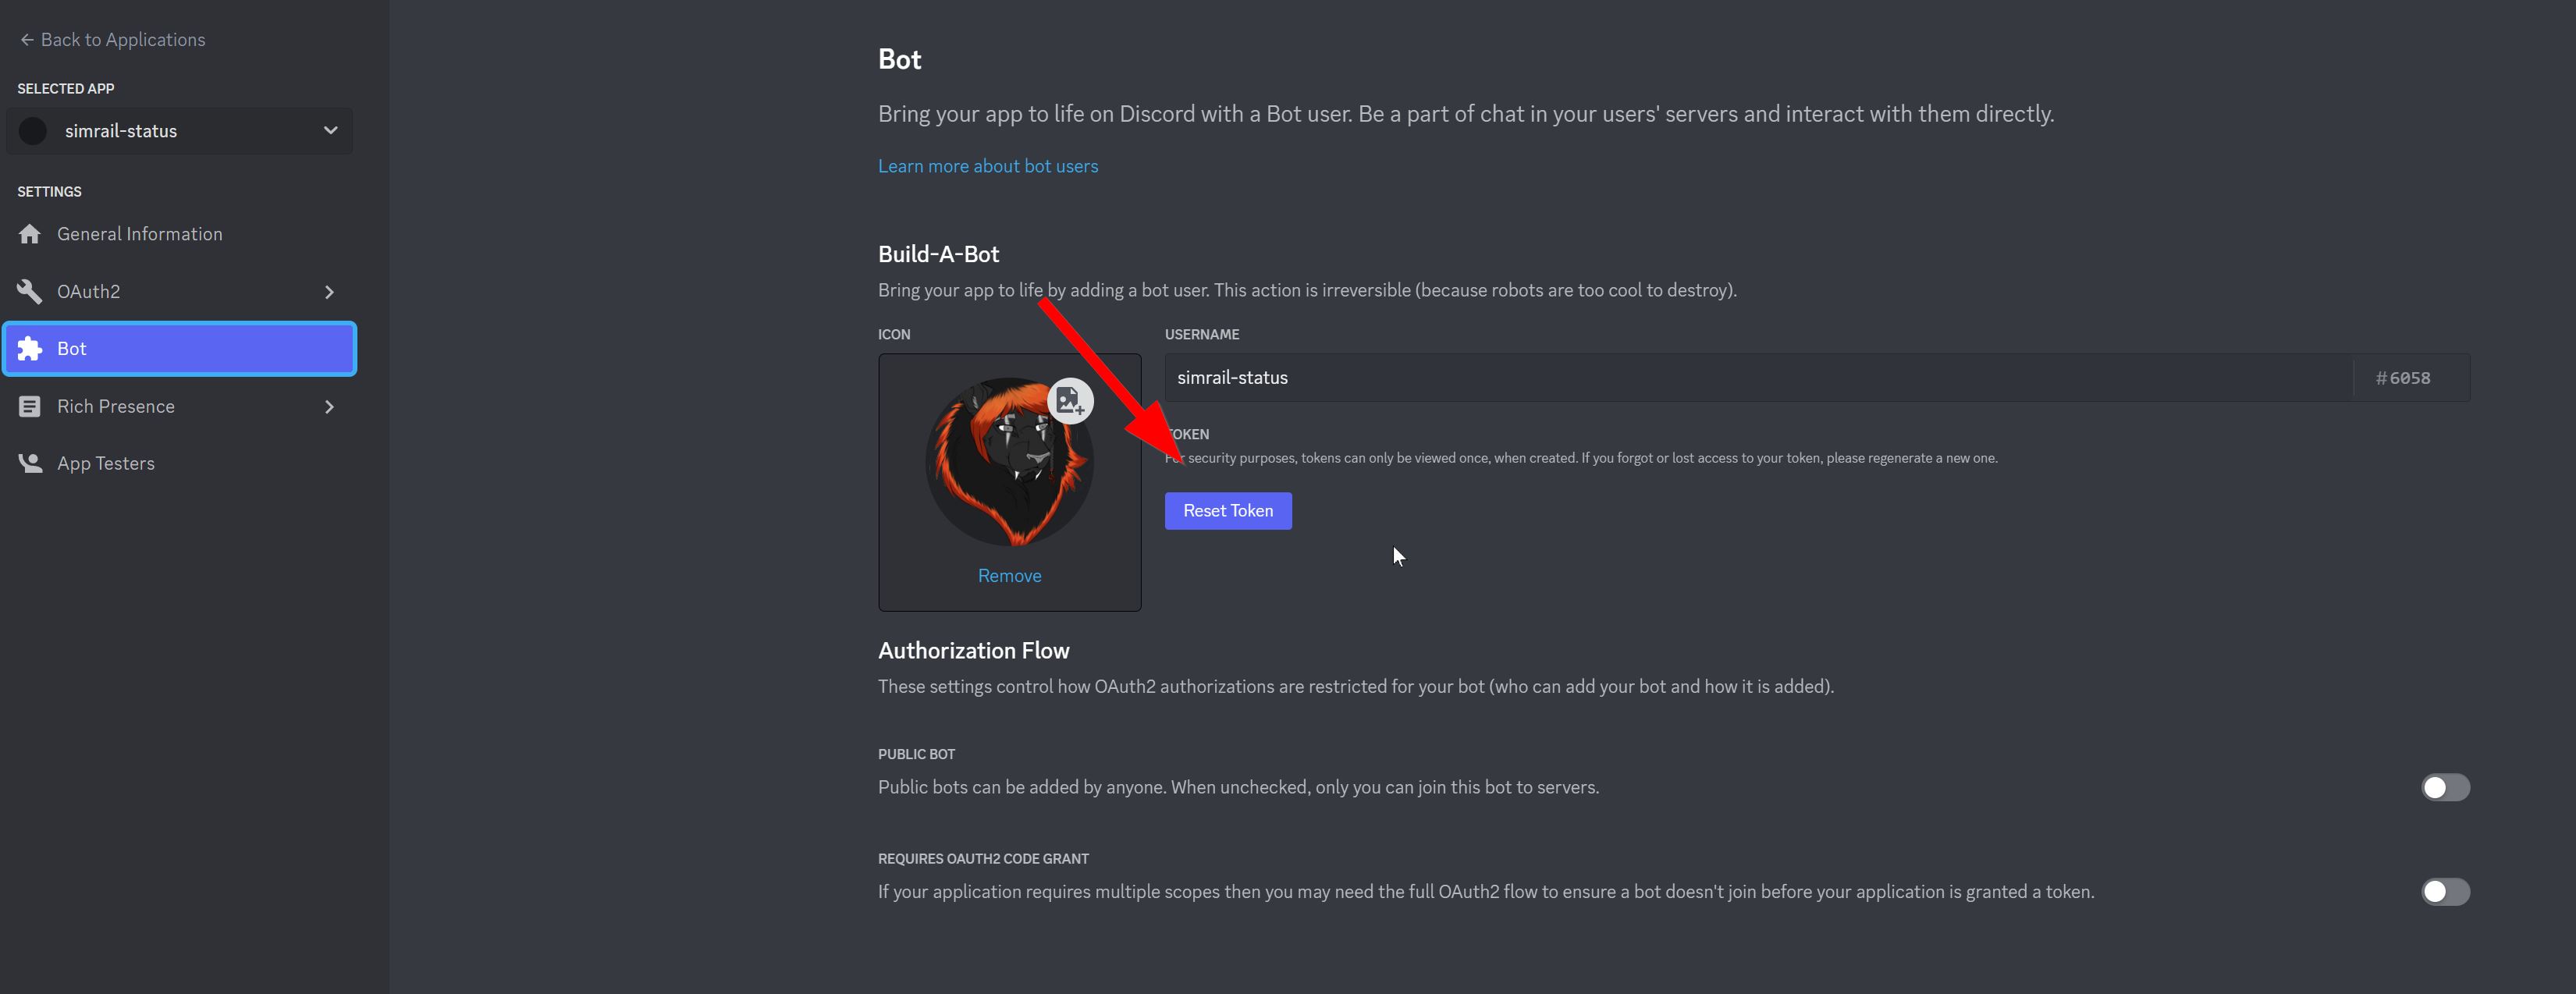 ← Back to Applications
SELECTED APP
simrail-status
SETTINGS
General Information
OAuth2
Bot
Rich Presence
App Testers
Bot
Bring your app to life on Discord with a Bot user. Be a part of chat in your users' servers and interact with them directly.
Learn more about bot users
Build-A-Bot
Bring your app to life by adding a bot user. This action is irreversible (because robots are too cool to destroy).
ICON
Remove
USERNAME
simrail-status
#6058
TOKEN
For security purposes, tokens can only be viewed once, when created. If you forgot or lost access to your token, please regenerate a new one.
Reset Token
Authorization Flow
These settings control how OAuth2 authorizations are restricted for your bot (who can add your bot and how it is added).
PUBLIC BOT
Public bots can be added by anyone. When unchecked, only you can join this bot to servers.
REQUIRES OAUTH2 CODE GRANT
If your application requires multiple scopes then you may need the full OAuth2 flow to ensure a bot doesn't join before your application is granted a token.